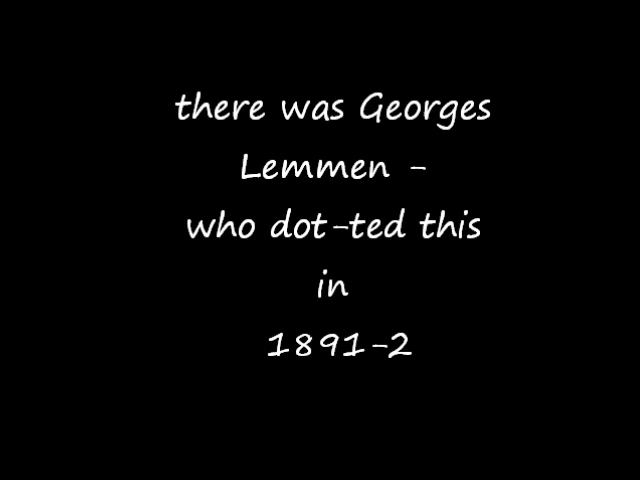 there was Georges
Lemmen -
who dot-ted this
in
1891-2